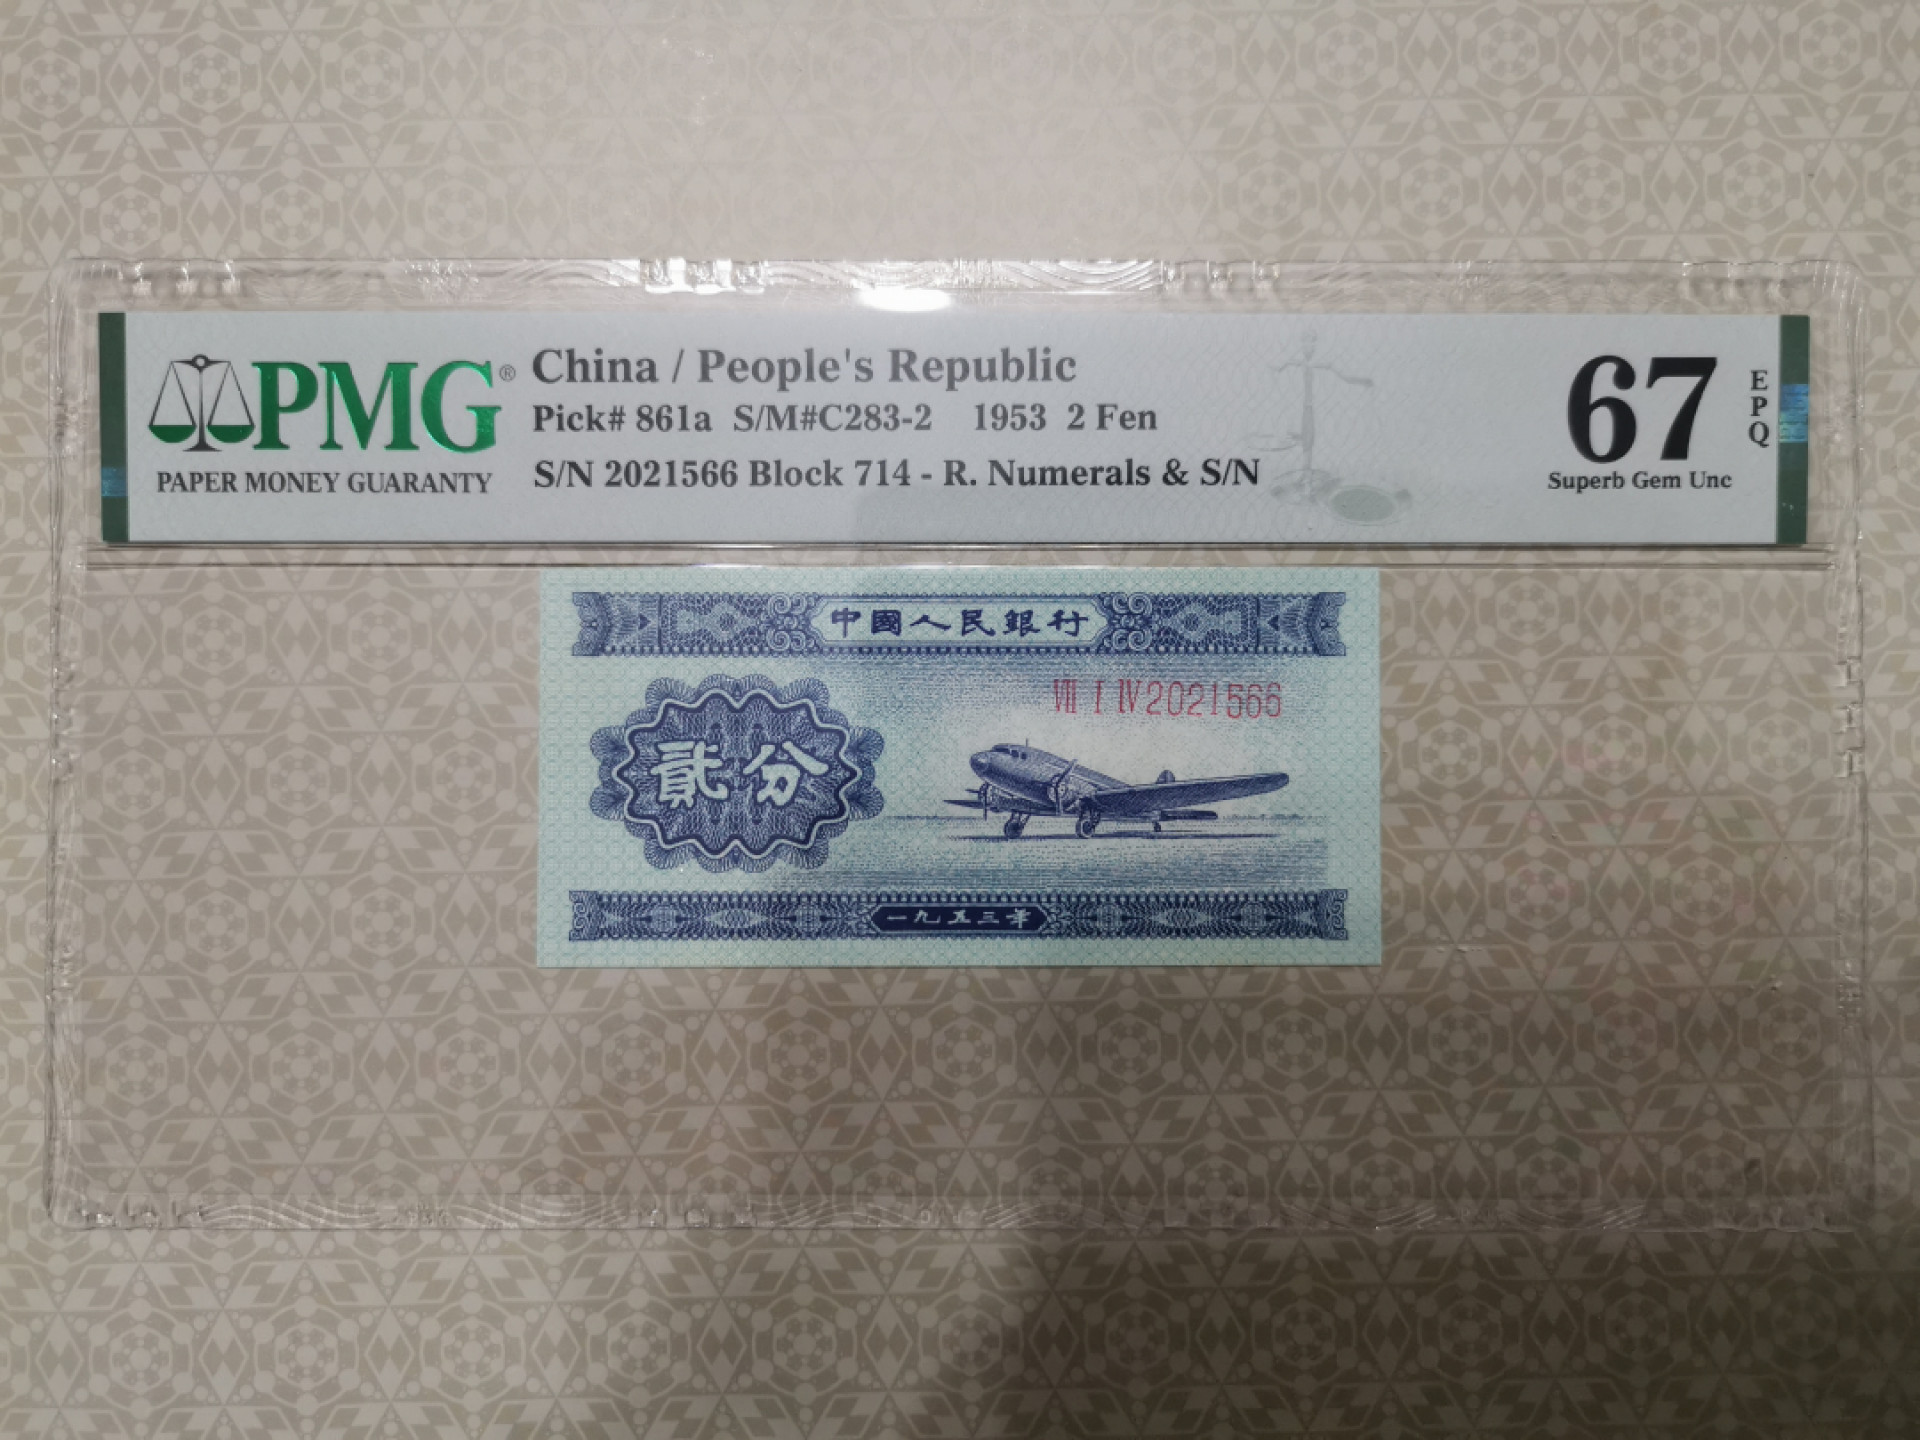 PMG®
PAPER MONEY GUARANTY
China / People's Republic
Pick# 861a S/M#C283-2 1953 2 Fen
S/N 2021566 Block 714 - R. Numerals & S/N
67
EPQ
Superb Gem Unc
中國人民銀行
VII I IV 2021566
貳分
一九五三年